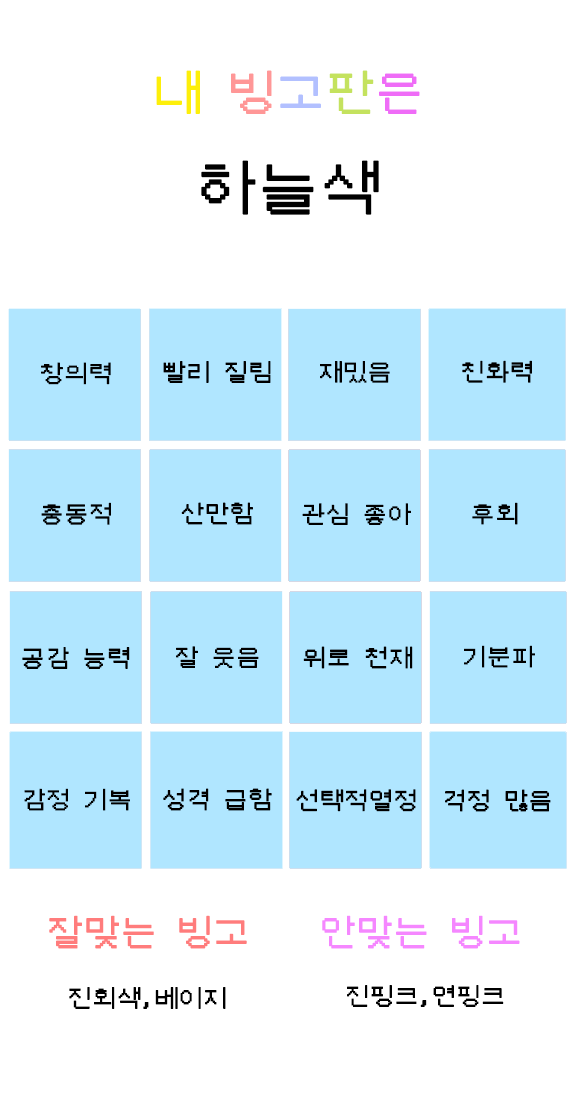 내 빙고판은
하늘색
창의력 빨리 질림 재밌음 친화력
충동적 산만함 관심 좋아 후회
공감 능력 잘 웃음 위로 천재 기분파
감정 기복 성격 급함 선택적열정 걱정 많음
잘맞는 빙고 안맞는 빙고
진회색,베이지 진핑크,연핑크